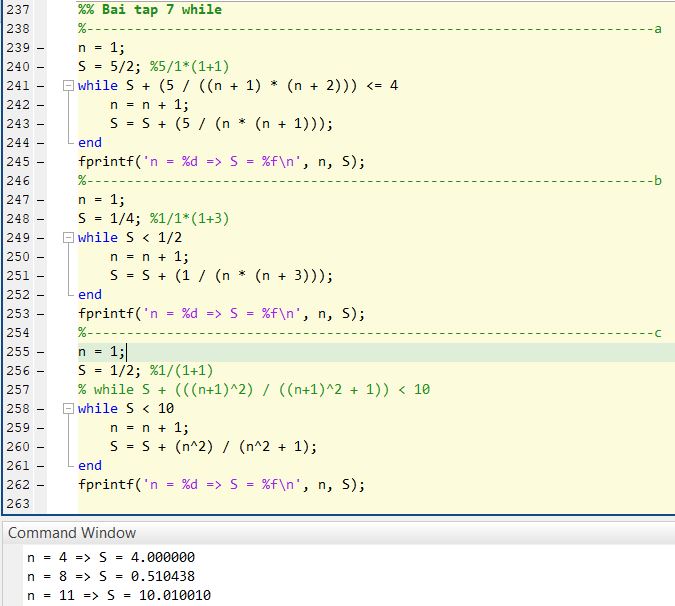 237 %% Bai tap 7 while
238 %-----------------------------------------------------------------------a
239 – n = 1;
240 – S = 5/2; %5/1*(1+1)
241 – while S + (5 / ((n + 1) * (n + 2))) <= 4
242 – n = n + 1;
243 – S = S + (5 / (n * (n + 1)));
244 – end
245 – fprintf('n = %d => S = %f\n', n, S);
246 %-----------------------------------------------------------------------b
247 – n = 1;
248 – S = 1/4; %1/1*(1+3)
249 – while S < 1/2
250 – n = n + 1;
251 – S = S + (1 / (n * (n + 3)));
252 – end
253 – fprintf('n = %d => S = %f\n', n, S);
254 %-----------------------------------------------------------------------c
255 – n = 1;
256 – S = 1/2; %1/(1+1)
257 % while S + (((n+1)^2) / ((n+1)^2 + 1)) < 10
258 – while S < 10
259 – n = n + 1;
260 – S = S + (n^2) / (n^2 + 1);
261 – end
262 – fprintf('n = %d => S = %f\n', n, S);
263
Command Window
n = 4 => S = 4.000000
n = 8 => S = 0.510438
n = 11 => S = 10.010010